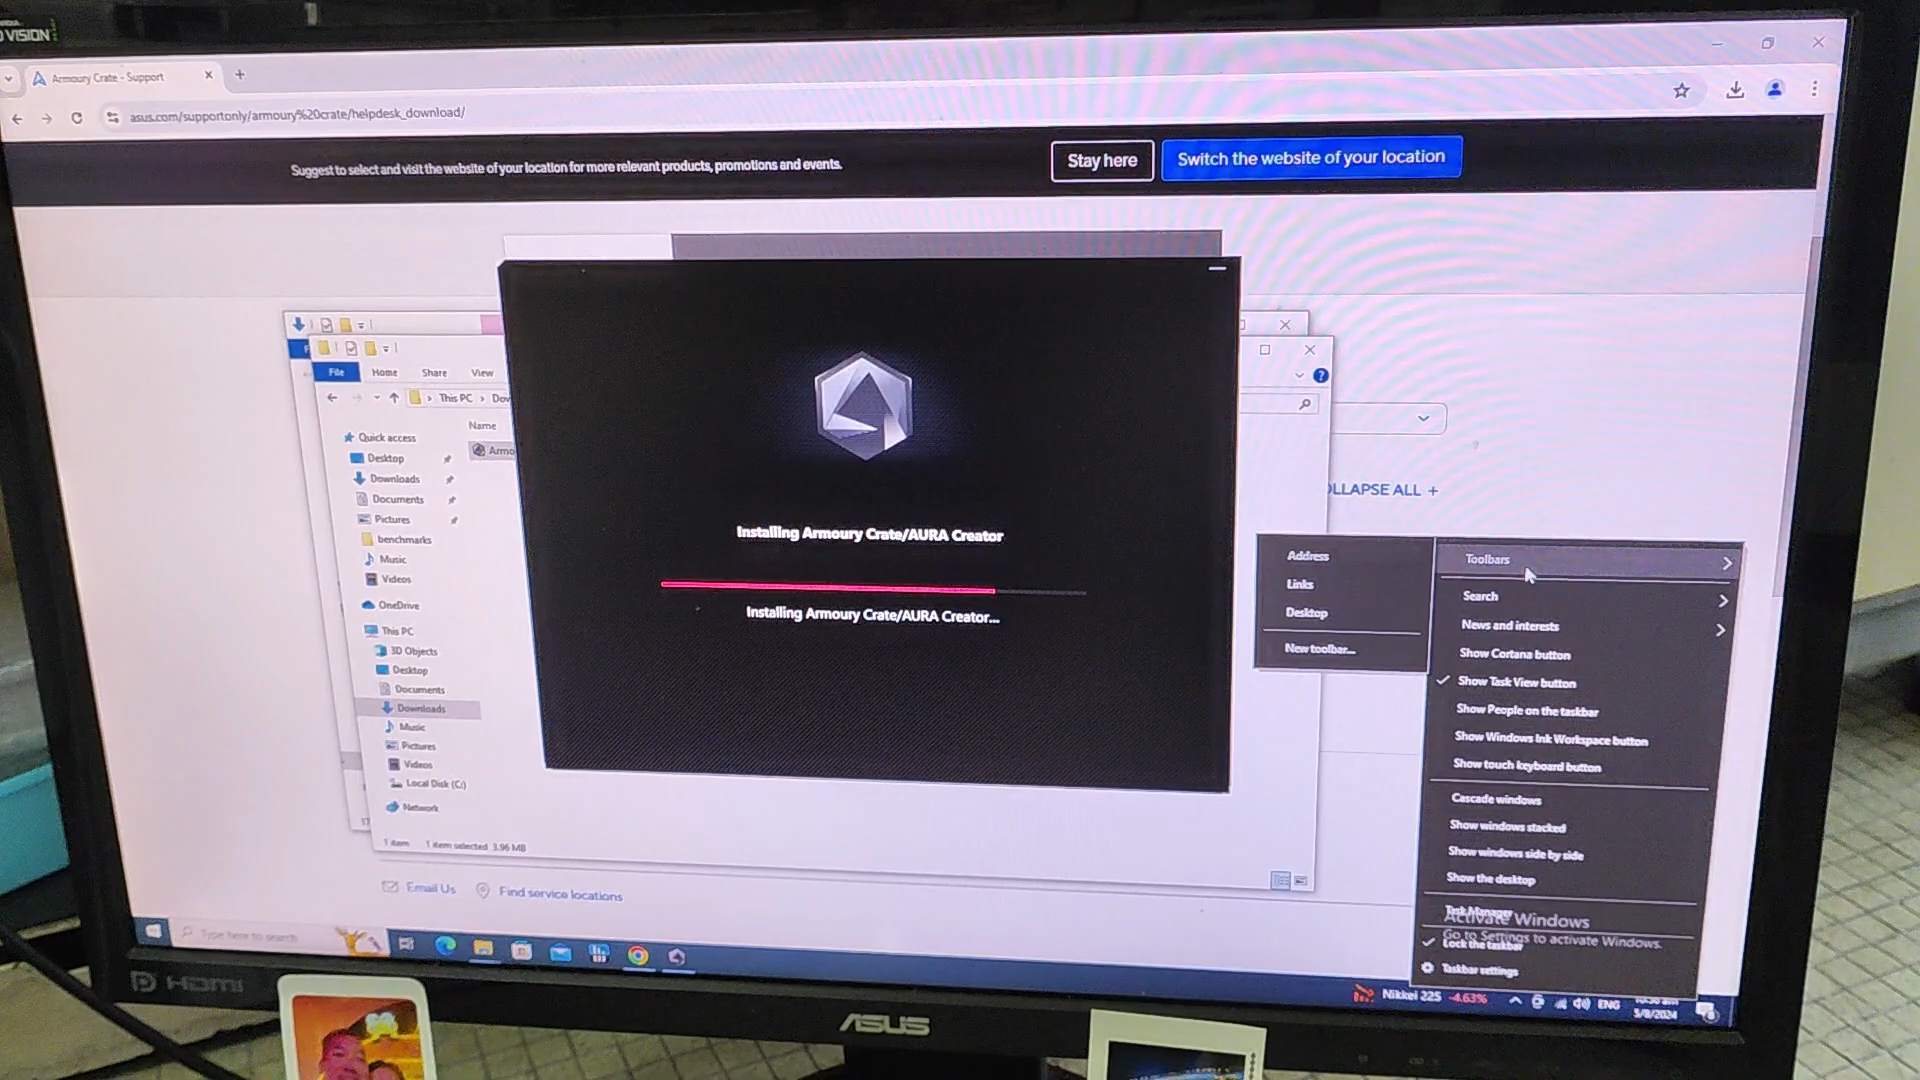 D VISION
Armoury Crate - Support
asus.com/supportonly/armoury%20crate/helpdesk_download/
Suggest to select and visit the website of your location for more relevant products, promotions and events.
Stay here
Switch the website of your location
File
Home
Share
View
This PC
Name
Armo
Quick access
Desktop
Downloads
Documents
Pictures
benchmarks
Music
Videos
OneDrive
This PC
3D Objects
Desktop
Documents
Downloads
Music
Pictures
Videos
Local Disk (C:)
Network
1 item
1 item selected 3.96 MB
Installing Armoury Crate/AURA Creator
Installing Armoury Crate/AURA Creator...
OLLAPSE ALL +
Address
Links
Desktop
New toolbar...
Toolbars
Search
News and interests
Show Cortana button
Show Task View button
Show People on the taskbar
Show Windows Ink Workspace button
Show touch keyboard button
Cascade windows
Show windows stacked
Show windows side by side
Show the desktop
Task Manager
Activate Windows
Go to Settings to activate Windows.
Lock the taskbar
Taskbar settings
Email Us
Find service locations
Type here to search
Nikkei 225 -4.63%
ENG
5/8/2024
HDMI
ASUS